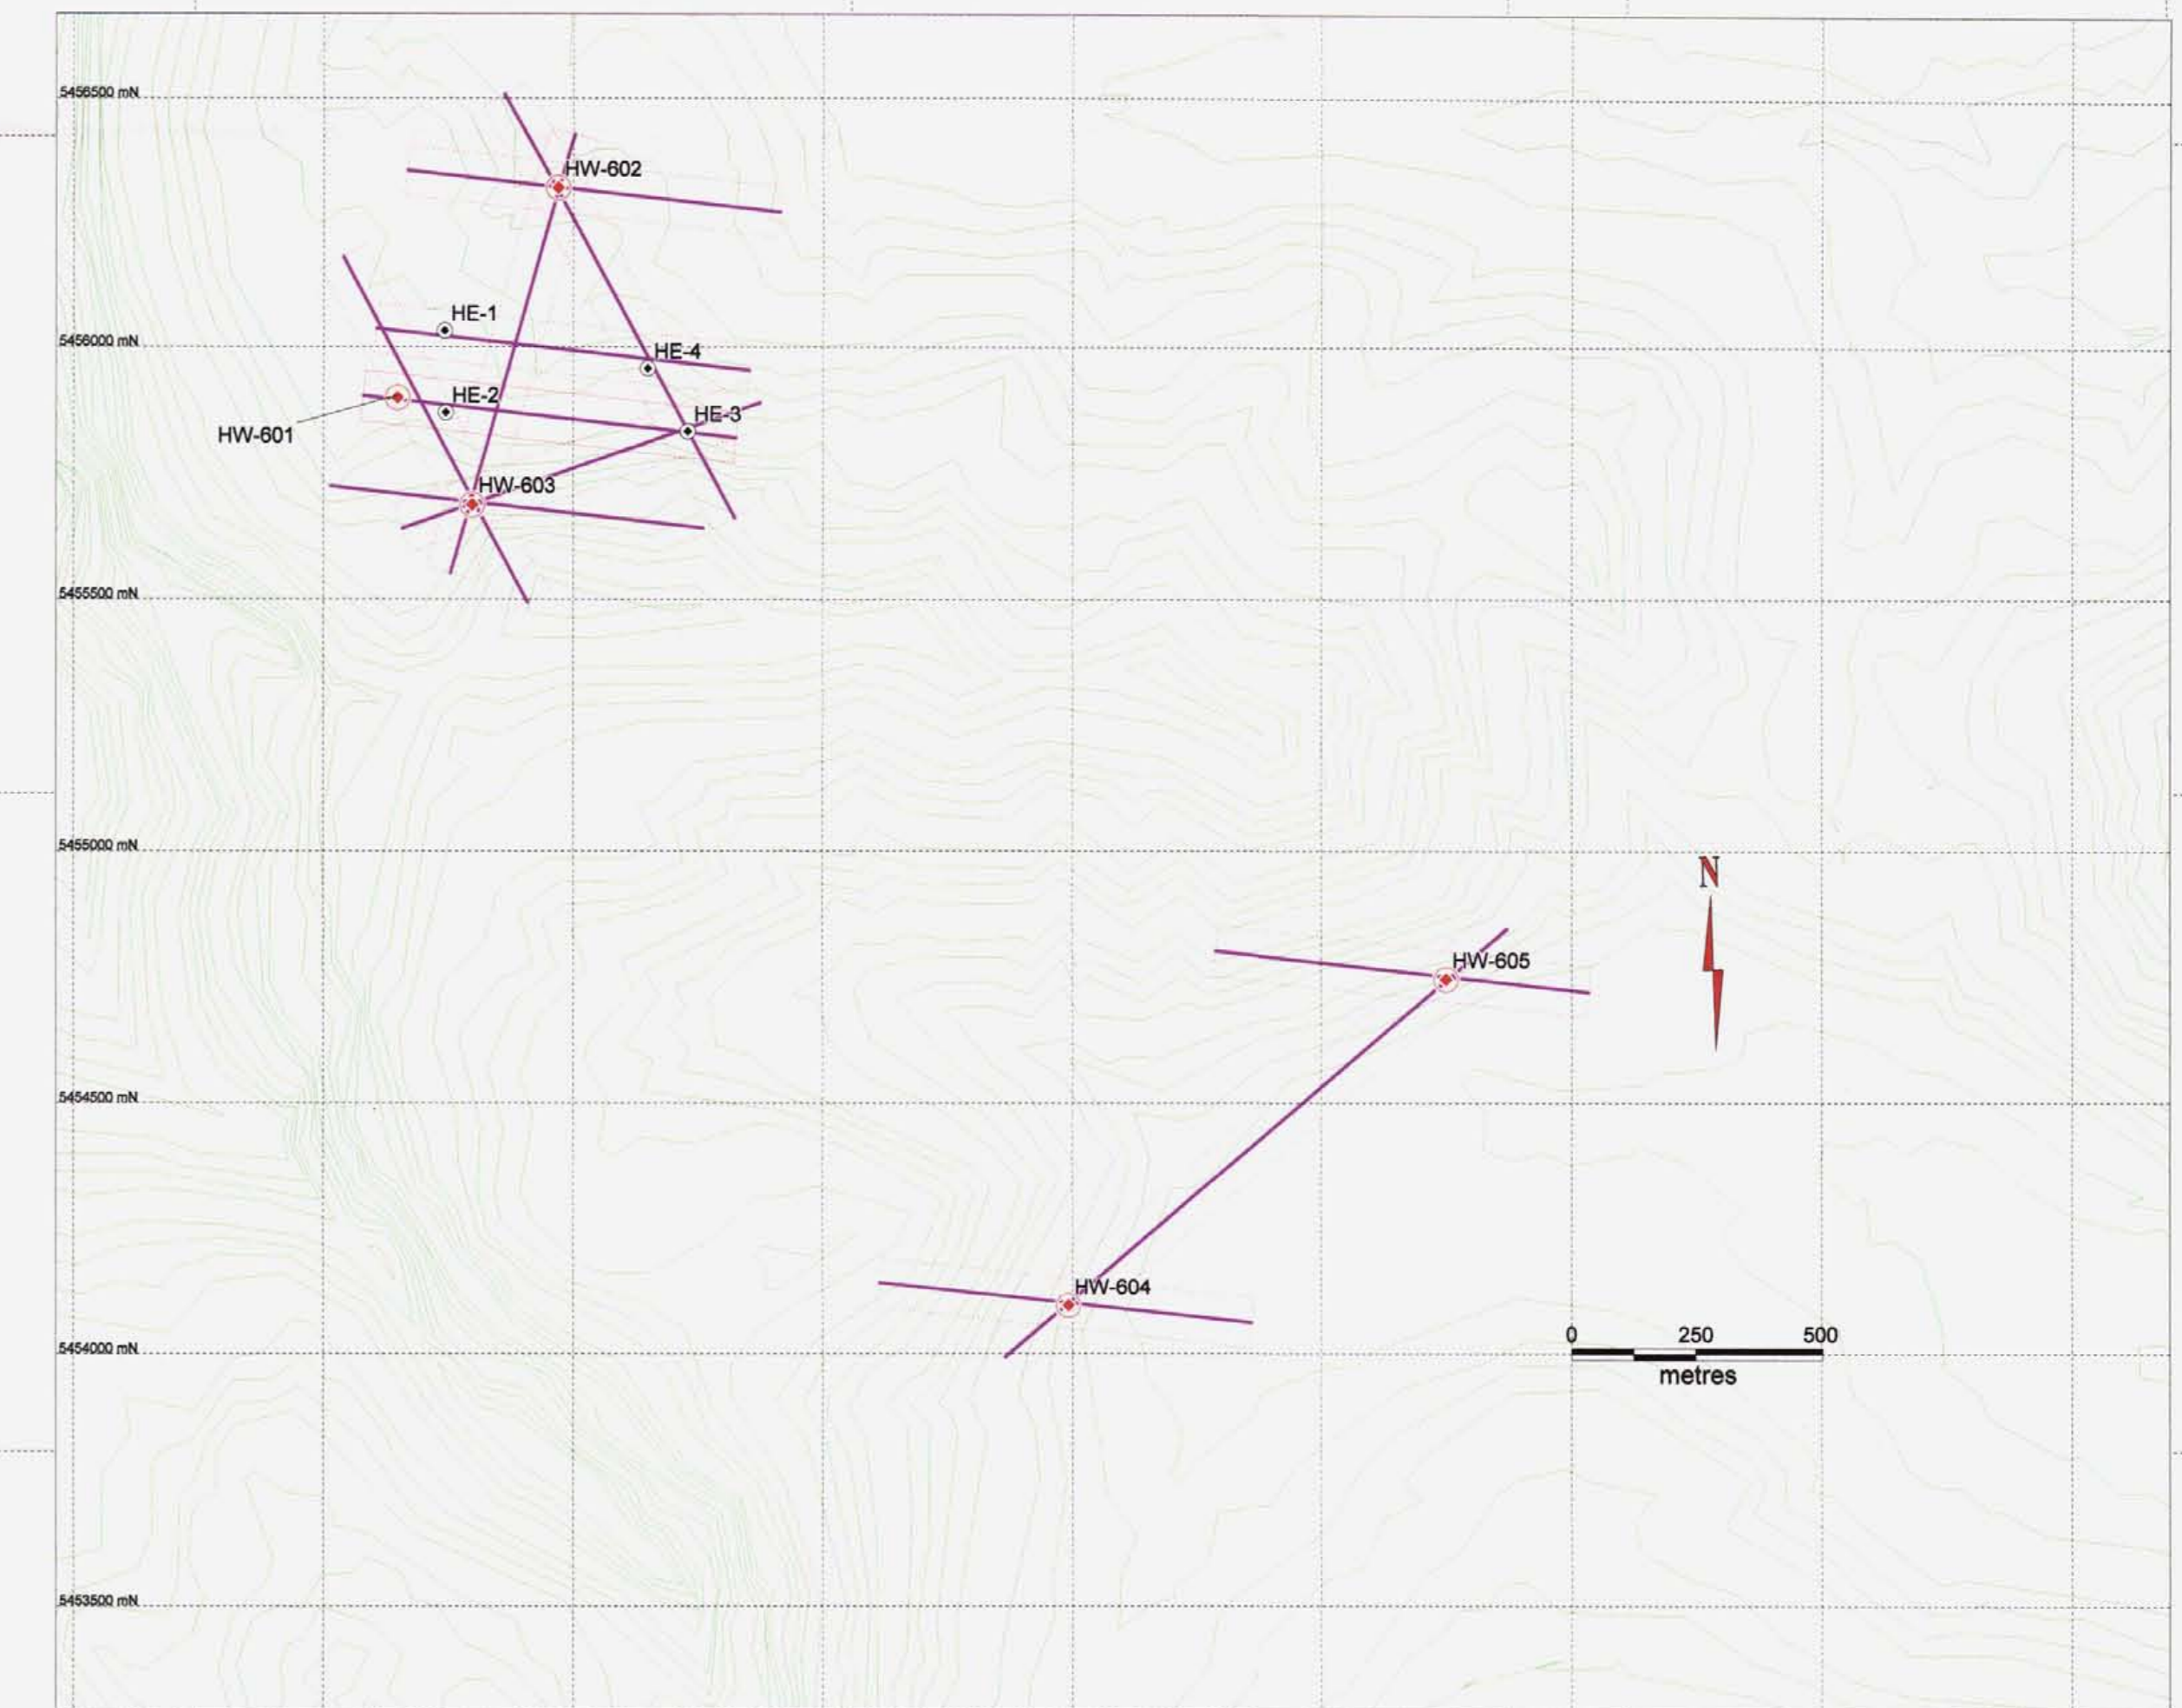 5456500 mN
HW-602
HE-1
5456000 mN
HE-4
HE-2
HE-3
HW-601
HW-603
5455500 mN
5455000 mN
N
HW-605
5454500 mN
HW-604
0 250 500
5454000 mN
metres
5453500 mN